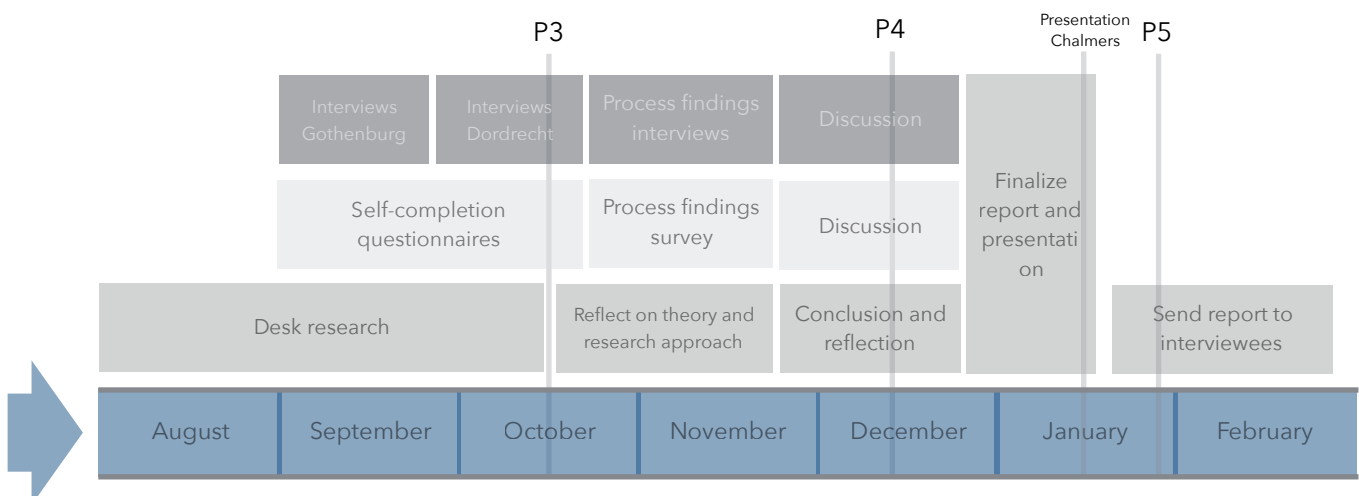 P3
P4
Presentation
Chalmers
P5
Interviews
Gothenburg
Interviews
Dordrecht
Process findings
interviews
Discussion
Finalize
report and
presentati
on
Self-completion
questionnaires
Process findings
survey
Discussion
Desk research
Reflect on theory and
research approach
Conclusion and
reflection
Send report to
interviewees
August
September
October
November
December
January
February